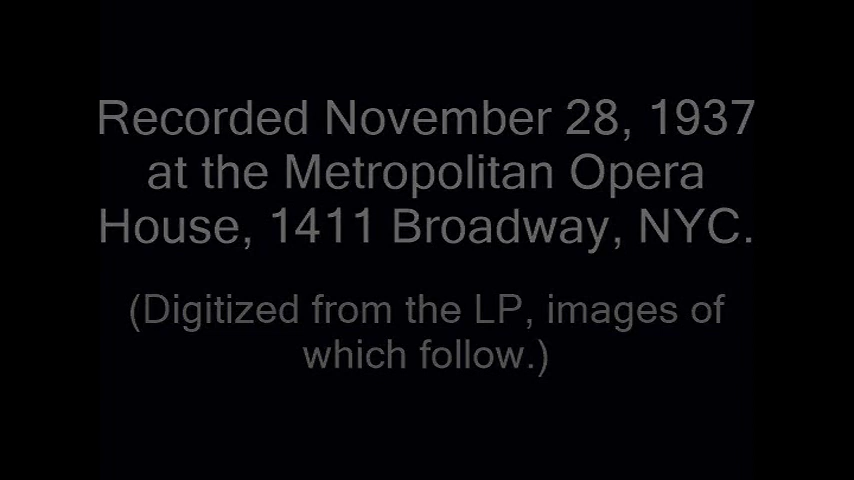 Recorded November 28, 1937
at the Metropolitan Opera
House, 1411 Broadway, NYC.
(Digitized from the LP, images of
which follow.)